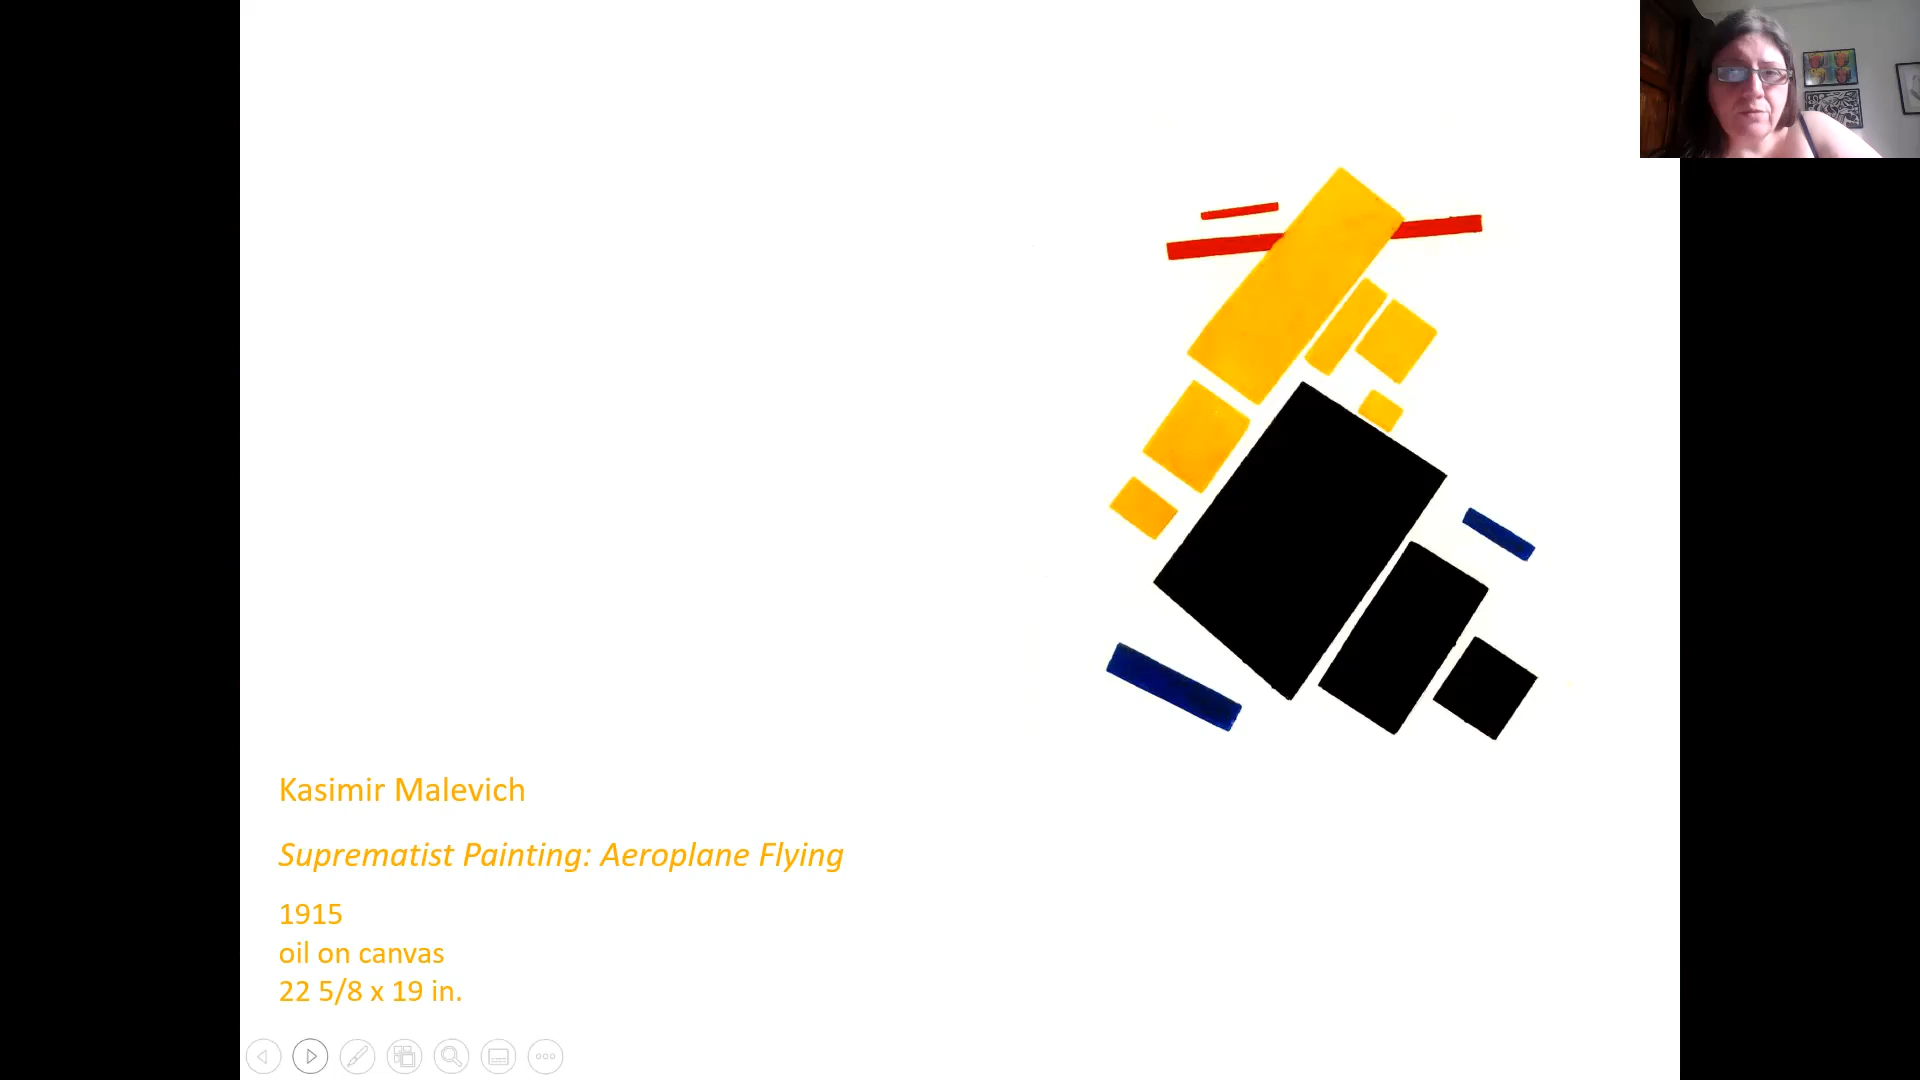 Kasimir Malevich
Suprematist Painting: Aeroplane Flying
1915
oil on canvas
22 5/8 x 19 in.